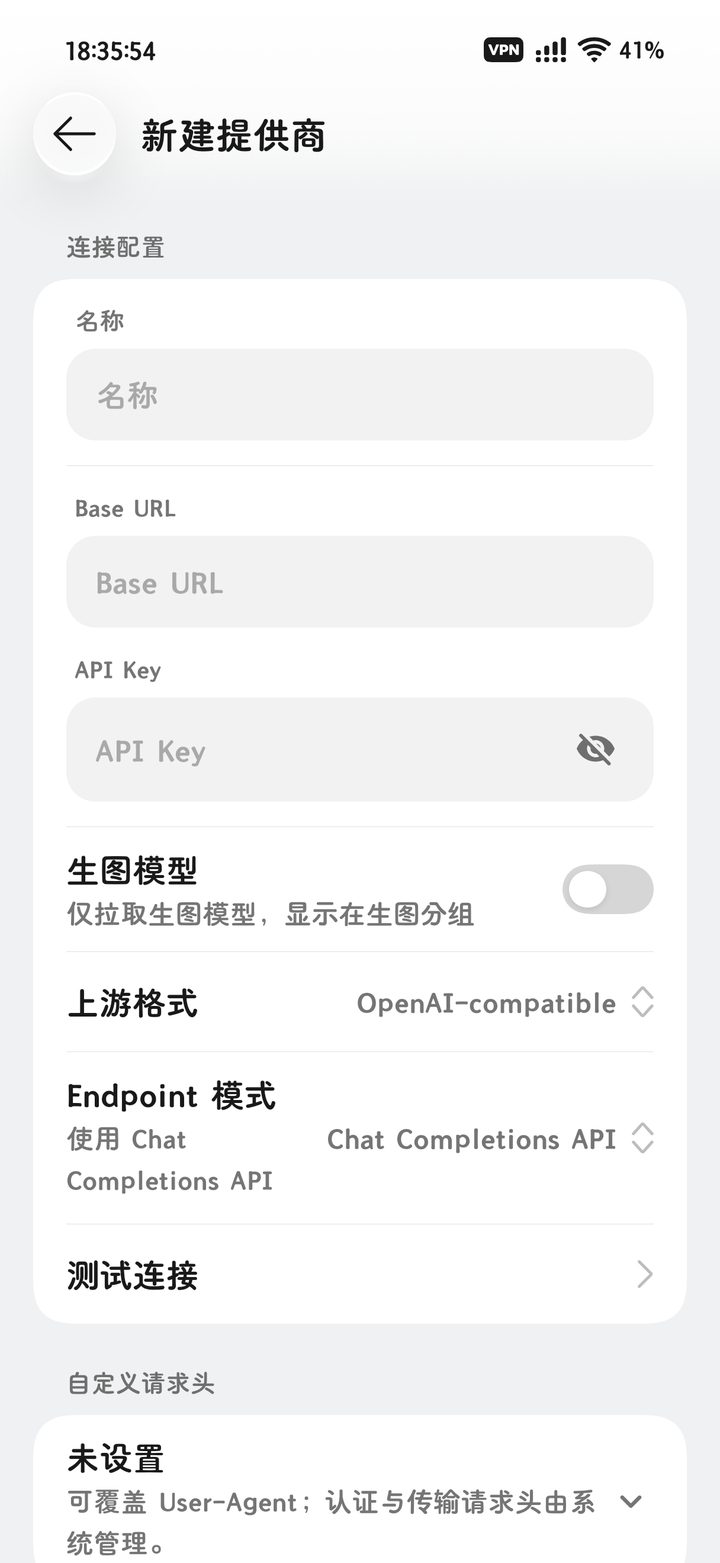 18:35:54
VPN
41%
新建提供商
连接配置
名称
名称
Base URL
Base URL
API Key
API Key
生图模型
仅拉取生图模型，显示在生图分组
上游格式
OpenAI-compatible
Endpoint 模式
使用 Chat
Completions API
Chat Completions API
测试连接
自定义请求头
未设置
可覆盖 User-Agent；认证与传输请求头由系
统管理。